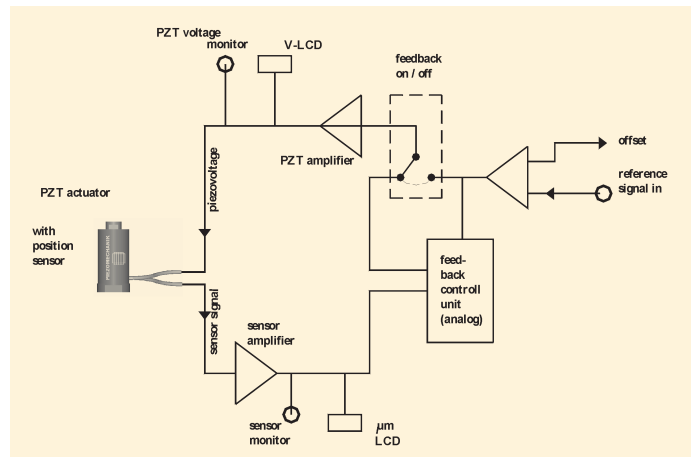 PZT voltage
monitor
V-LCD
feedback
on / off
PZT amplifier
offset
reference
signal in
piezovoltage
PZT actuator
with
position
sensor
PIEZOMECHANIK
feed-
back
controll
unit
(analog)
sensor signal
sensor
amplifier
sensor
monitor
µm
LCD